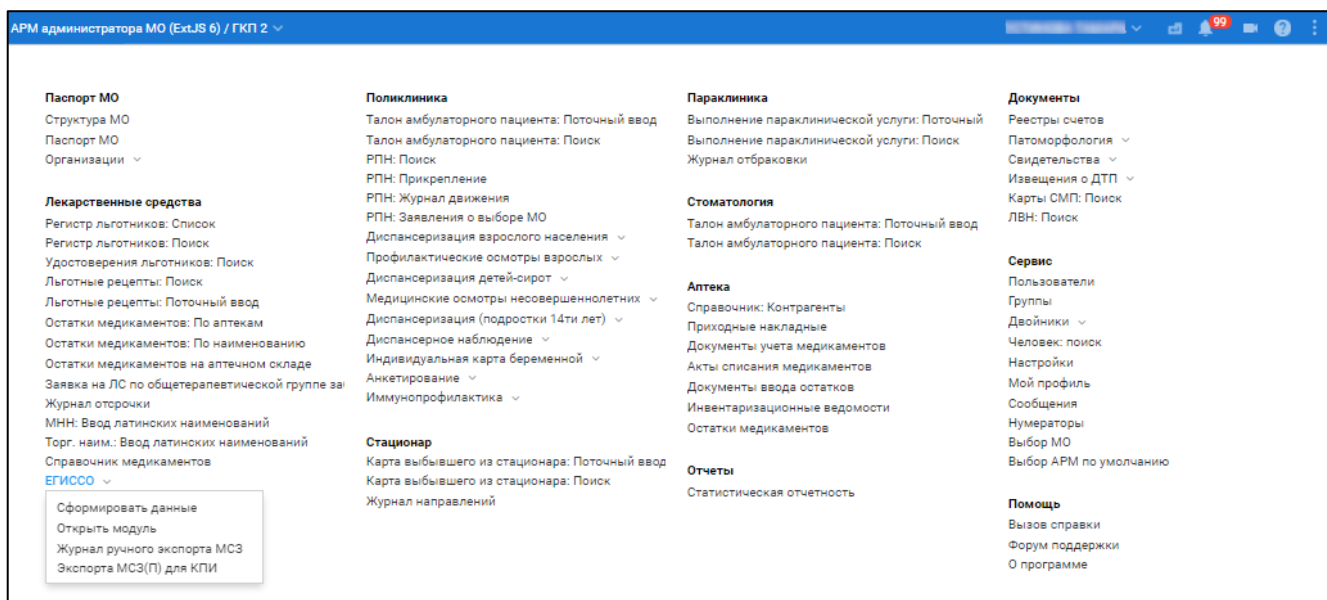 АРМ администратора МО (ExtJS 6) / ГКП 2
99
Паспорт МО
Структура МО
Паспорт МО
Организации
Лекарственные средства
Регистр льготников: Список
Регистр льготников: Поиск
Удостоверения льготников: Поиск
Льготные рецепты: Поиск
Льготные рецепты: Поточный ввод
Остатки медикаментов: По аптекам
Остатки медикаментов: По наименованию
Остатки медикаментов на аптечном складе
Заявка на ЛС по общетерапевтической группе за
Журнал отсрочки
МНН: Ввод латинских наименований
Торг. наим.: Ввод латинских наименований
Справочник медикаментов
ЕГИССО
Сформировать данные
Открыть модуль
Журнал ручного экспорта МСЗ
Экспорта МСЗ(П) для КПИ
Поликлиника
Талон амбулаторного пациента: Поточный ввод
Талон амбулаторного пациента: Поиск
РПН: Поиск
РПН: Прикрепление
РПН: Журнал движения
РПН: Заявления о выборе МО
Диспансеризация взрослого населения
Профилактические осмотры взрослых
Диспансеризация детей-сирот
Медицинские осмотры несовершеннолетних
Диспансеризация (подростки 14ти лет)
Диспансерное наблюдение
Индивидуальная карта беременной
Анкетирование
Иммунопрофилактика
Стационар
Карта выбывшего из стационара: Поточный ввод
Карта выбывшего из стационара: Поиск
Журнал направлений
Параклиника
Выполнение параклинической услуги: Поточный
Выполнение параклинической услуги: Поиск
Журнал отбраковки
Стоматология
Талон амбулаторного пациента: Поточный ввод
Талон амбулаторного пациента: Поиск
Аптека
Справочник: Контрагенты
Приходные накладные
Документы учета медикаментов
Акты списания медикаментов
Документы ввода остатков
Инвентаризационные ведомости
Остатки медикаментов
Отчеты
Статистическая отчетность
Документы
Реестры счетов
Патоморфология
Свидетельства
Извещения о ДТП
Карты СМП: Поиск
ЛВН: Поиск
Сервис
Пользователи
Группы
Двойники
Человек: поиск
Настройки
Мой профиль
Сообщения
Нумераторы
Выбор МО
Выбор АРМ по умолчанию
Помощь
Вызов справки
Форум поддержки
О программе